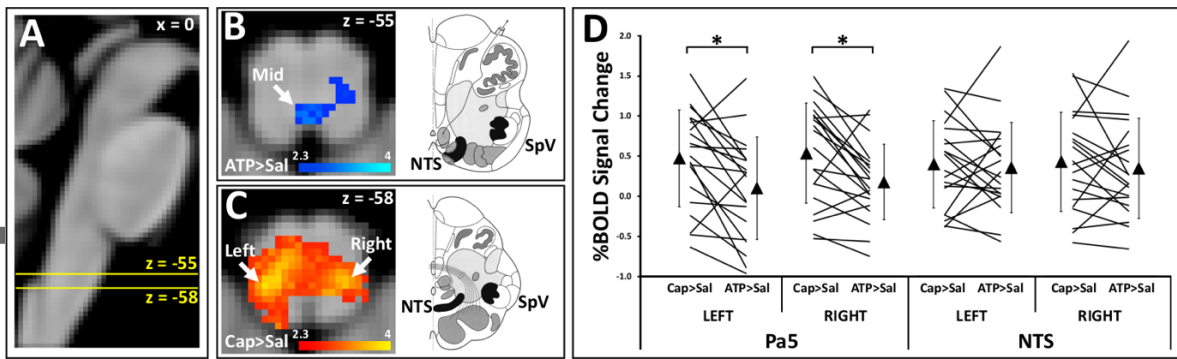 A
x = 0
z = -55
z = -58
B
z = -55
Mid
ATP>Sal
2.3
4
NTS
SpV
C
z = -58
Left
Right
Cap>Sal
2.3
4
NTS
SpV
D
%BOLD Signal Change
2.0
1.5
1.0
0.5
0.0
-0.5
-1.0
*
*
Cap>Sal ATP>Sal Cap>Sal ATP>Sal Cap>Sal ATP>Sal Cap>Sal ATP>Sal
LEFT RIGHT LEFT RIGHT
Pa5 NTS